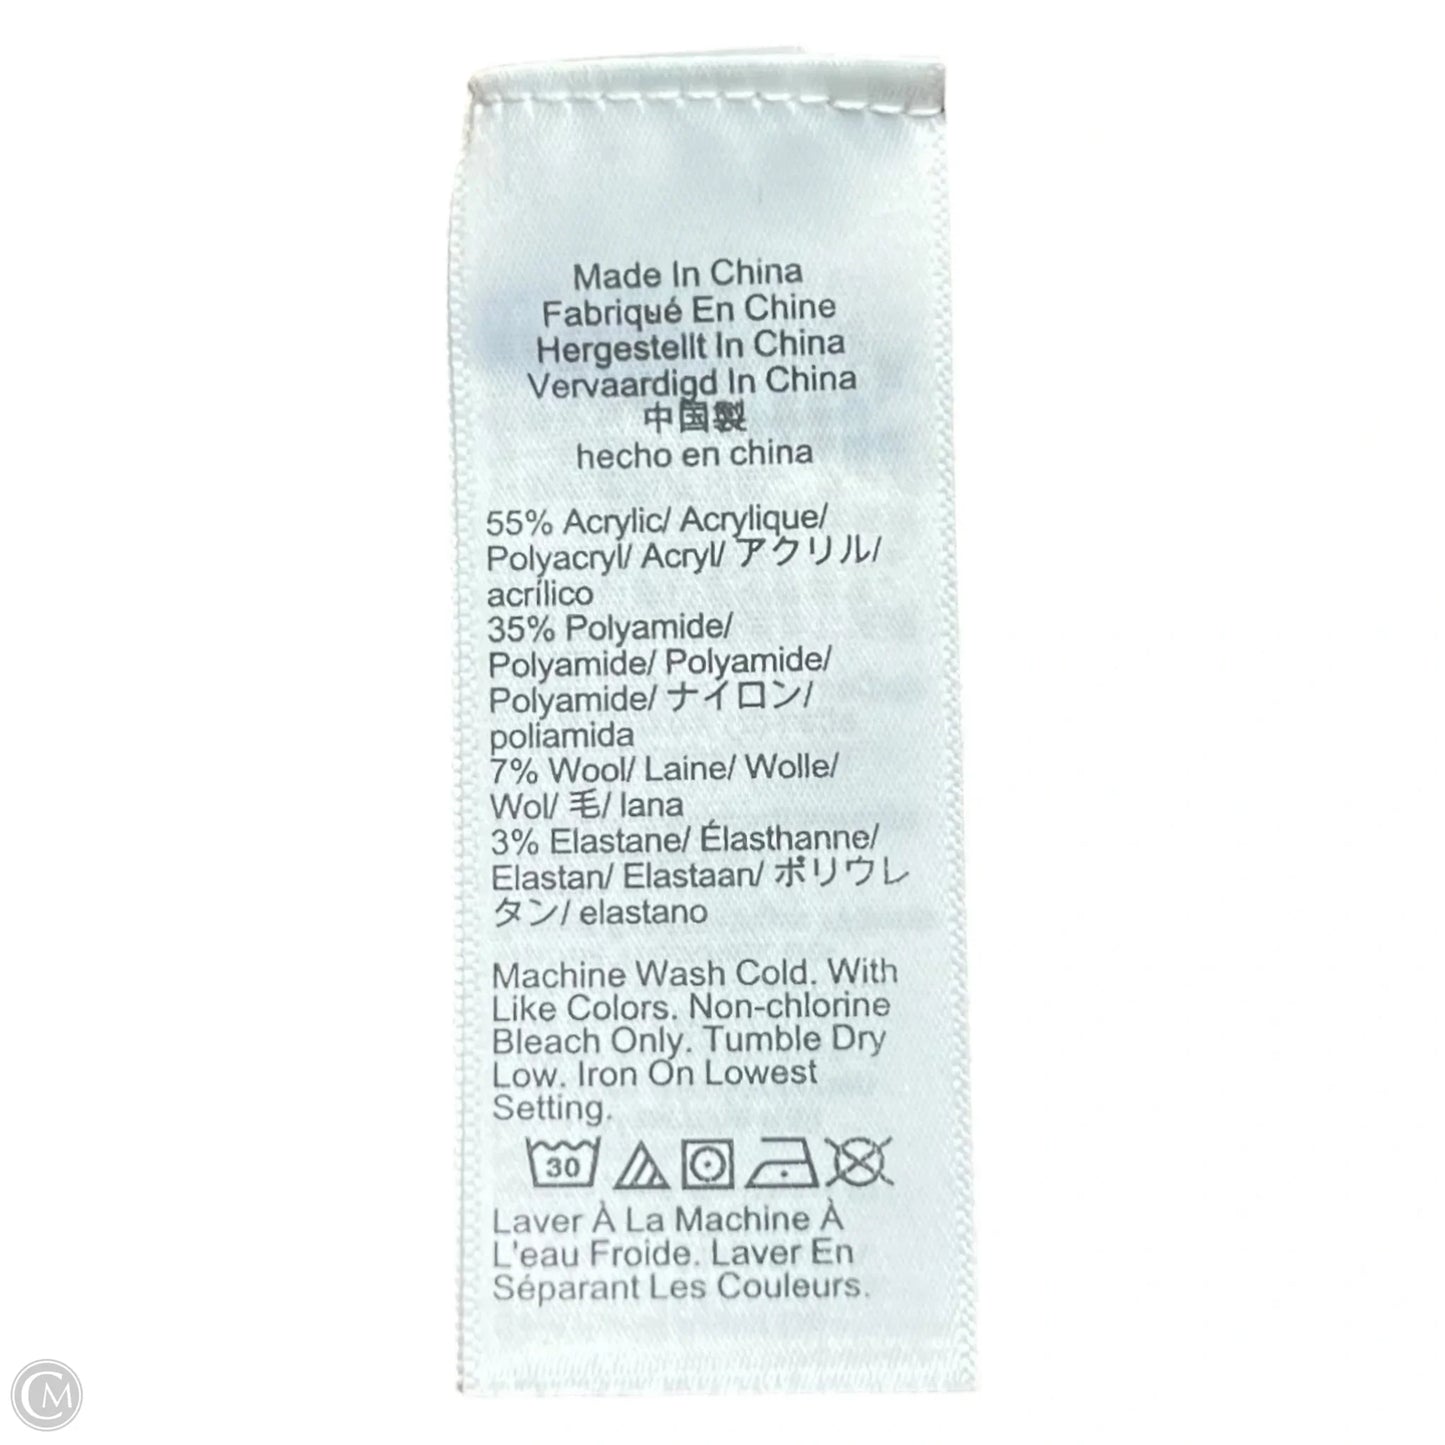 Made In China
Fabriqué En Chine
Hergestellt In China
Vervaardigd In China
中国製
hecho en china
55% Acrylic/ Acrylique/
Polyacryl/ Acryl/ アクリル/
acrílico
35% Polyamide/
Polyamide/ Polyamide/
Polyamide/ ナイロン/
poliamida
7% Wool/ Laine/ Wolle/
Wol/ 毛/ lana
3% Elastane/ Élasthanne/
Elastan/ Elastaan/ ポリウレ
タン/ elastano
Machine Wash Cold. With
Like Colors. Non-chlorine
Bleach Only. Tumble Dry
Low. Iron On Lowest
Setting.
30
Laver À La Machine À
L'eau Froide. Laver En
Séparant Les Couleurs.
CM